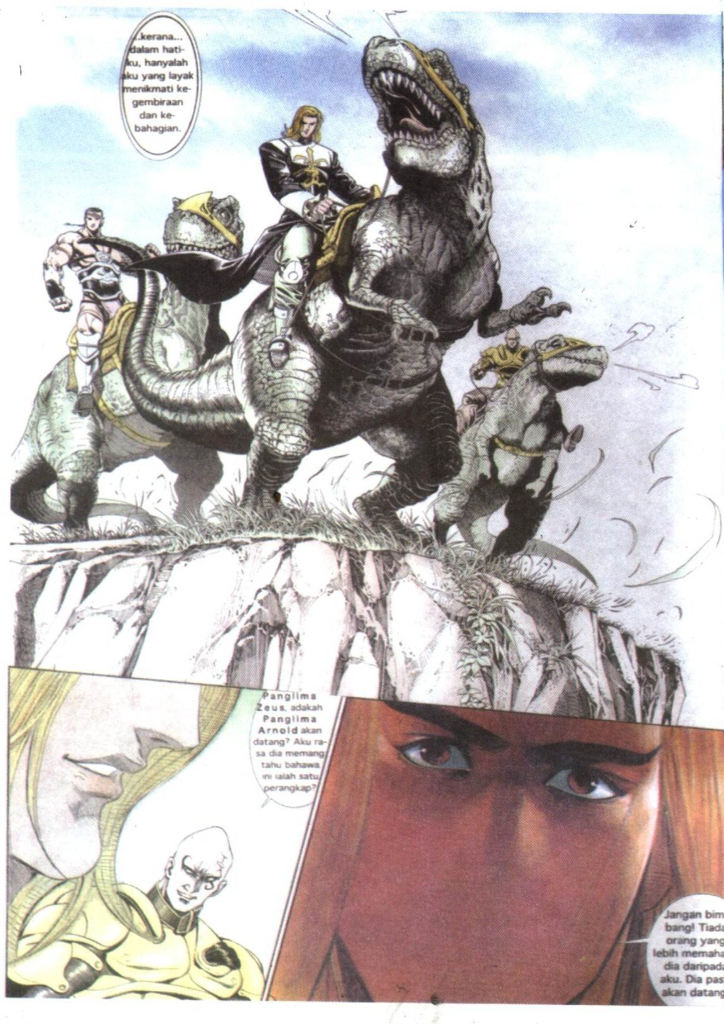 ..kerana...
dalam hati-
ku, hanyalah
aku yang layak
menikmati ke-
gembiraan
dan ke-
bahagian.
Panglima
Zeus, adakah
Panglima
Arnold akan
datang? Aku ra-
sa dia memang
tahu bahawa
ini ialah satu
perangkap?
Jangan bim
bang! Tiada
orang yang
lebih memaha
dia daripada
aku. Dia pas
akan datang